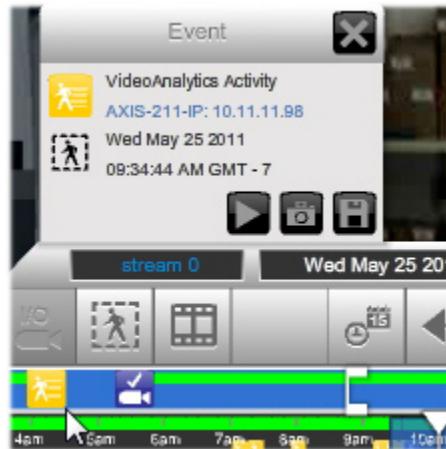 Event
VideoAnalytics Activity
AXIS-211-IP: 10.11.11.98
Wed May 25 2011
09:34:44 AM GMT - 7
stream 0
Wed May 25 20
I/O
15
4am 5am 6am 7am 8am 9am 10am